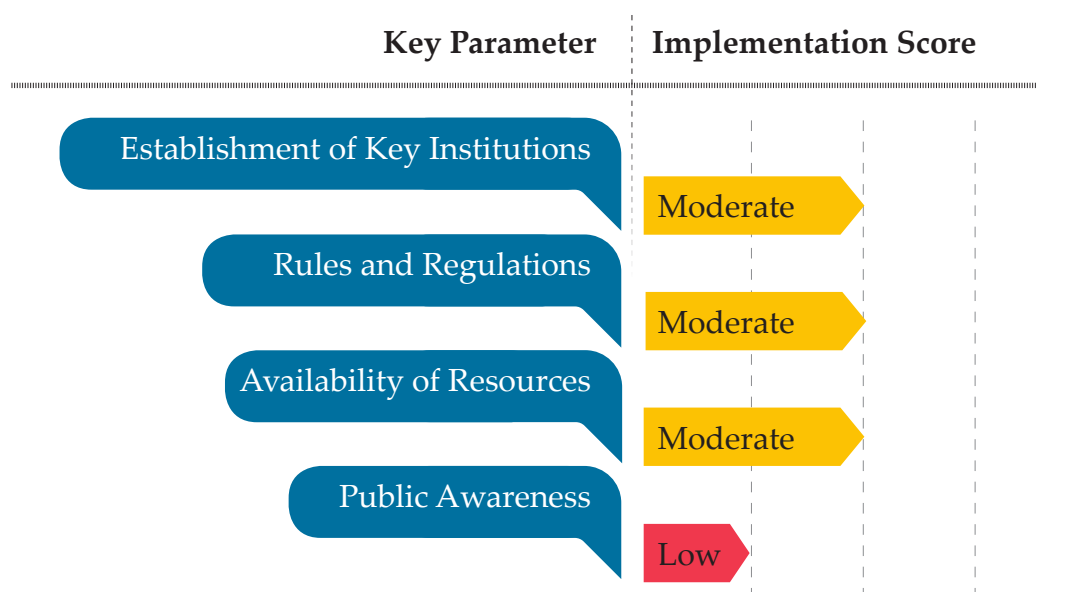 Key Parameter
Implementation Score
Establishment of Key Institutions
Moderate
Rules and Regulations
Moderate
Availability of Resources
Moderate
Public Awareness
Low